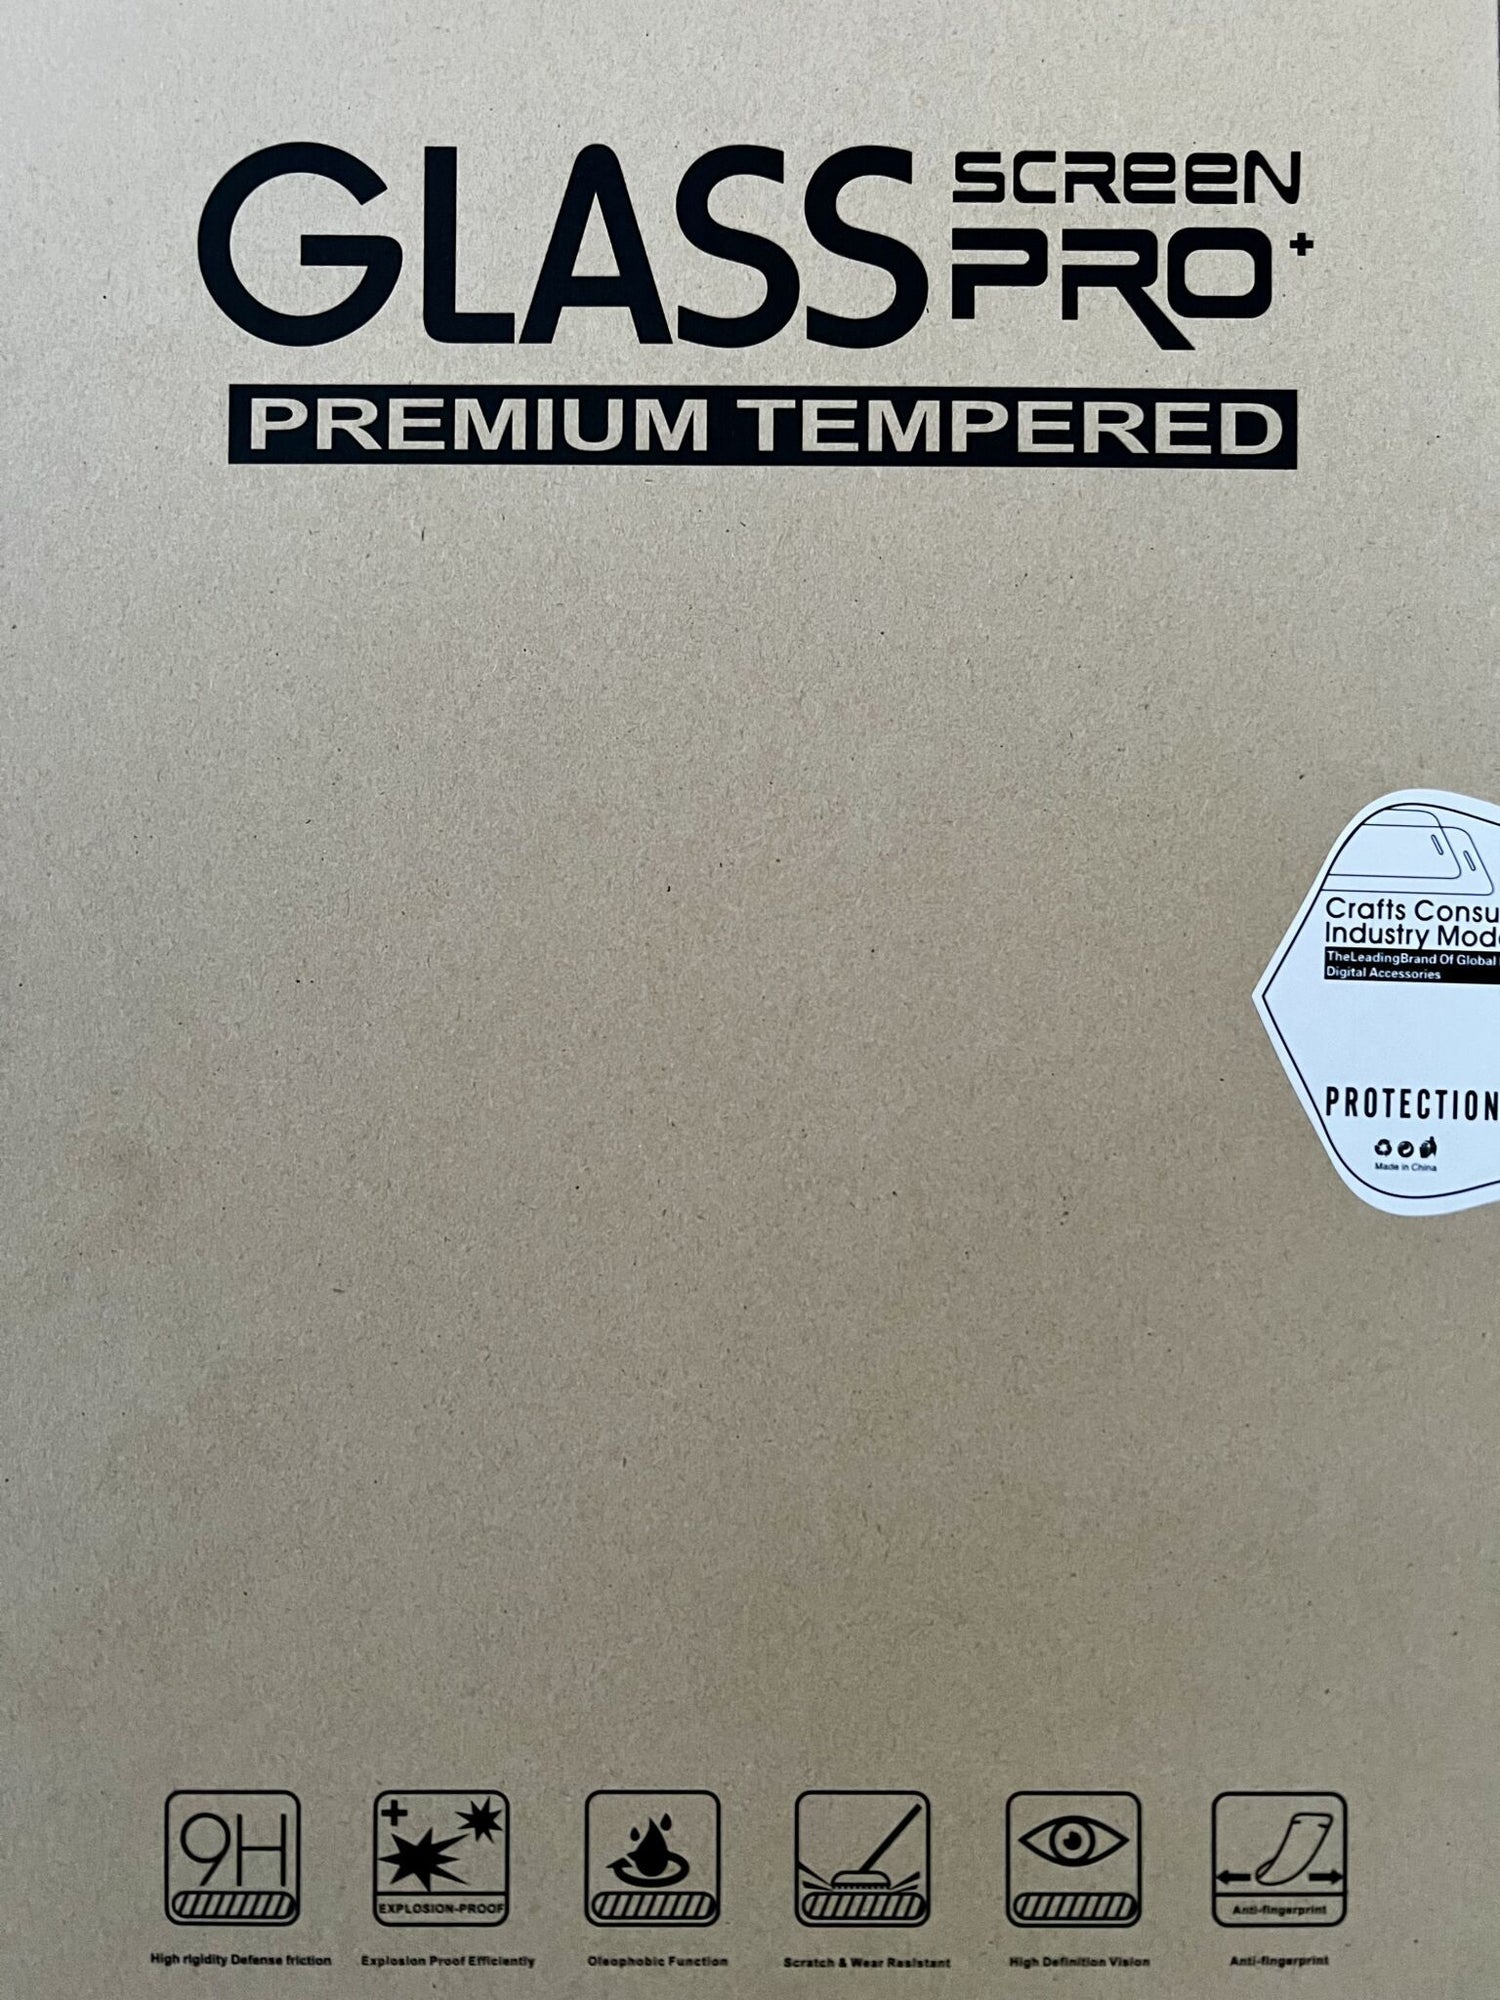 GLASS SCREEN
PRO+
PREMIUM TEMPERED
Crafts
Industry
TheLeadingBrand Of Global
Digital Accessories
PROTECTION
Made in China
9H
EXPLOSION-PROOF
Anti-fingerprint
High rigidity Defense friction
Explosion Proof Efficiently
Oleophobic Function
Scratch & Wear Resistant
High Definition Vision
Anti-fingerprint